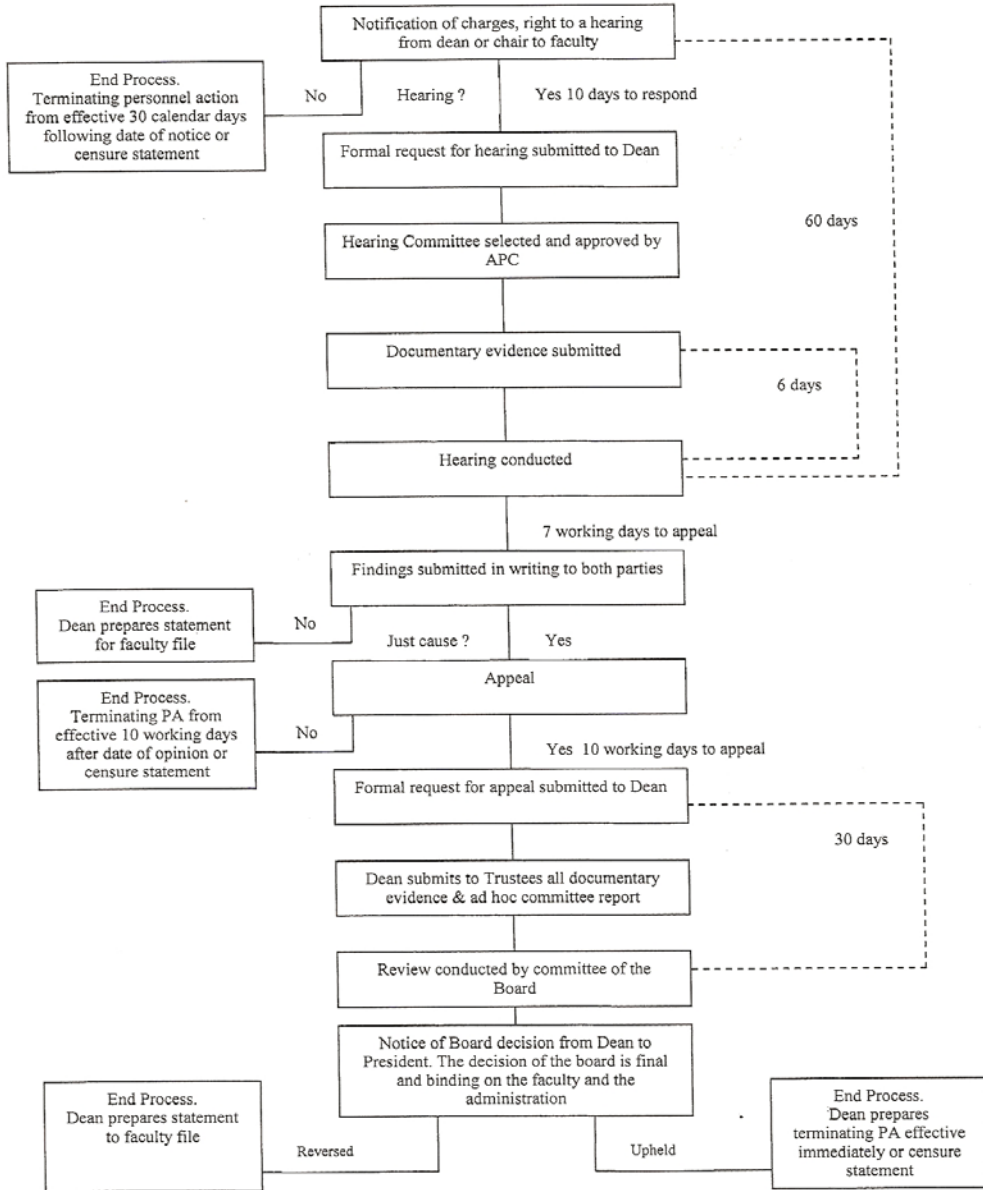 Notification of charges, right to a hearing
from dean or chair to faculty
End Process.
Terminating personnel action
from effective 30 calendar days
following date of notice or
censure statement
No
Hearing ?
Yes 10 days to respond
Formal request for hearing submitted to Dean
60 days
Hearing Committee selected and approved by
APC
Documentary evidence submitted
6 days
Hearing conducted
7 working days to appeal
Findings submitted in writing to both parties
End Process.
Dean prepares statement
for faculty file
No
Just cause ?
Yes
Appeal
End Process.
Terminating PA from
effective 10 working days
after date of opinion or
censure statement
No
Yes 10 working days to appeal
Formal request for appeal submitted to Dean
30 days
Dean submits to Trustees all documentary
evidence & ad hoc committee report
Review conducted by committee of the
Board
Notice of Board decision from Dean to
President. The decision of the board is final
and binding on the faculty and the
administration
End Process.
Dean prepares statement
to faculty file
Reversed
Upheld
End Process.
Dean prepares
terminating PA effective
immediately or censure
statement